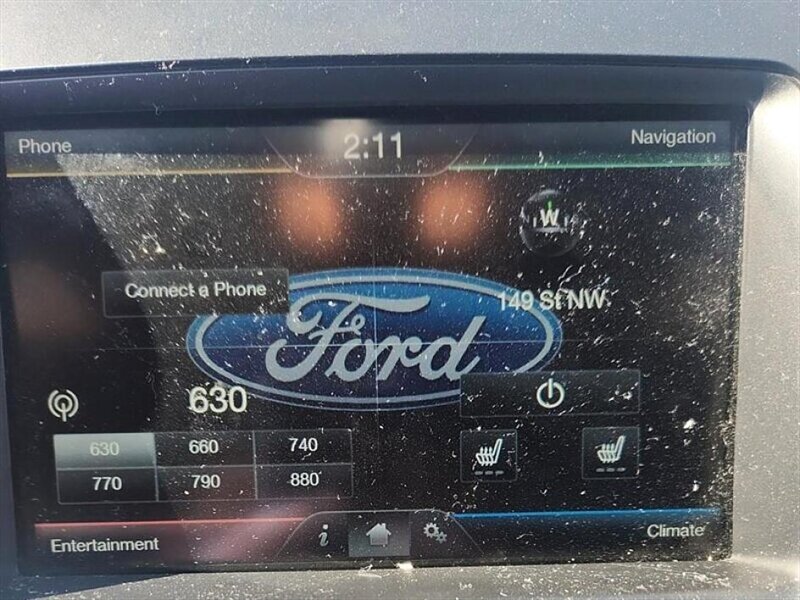 Phone
2:11
Navigation
W
Connect a Phone
149 St NW
Ford
630
630 660 740
770 790 880
i
Entertainment
Climate